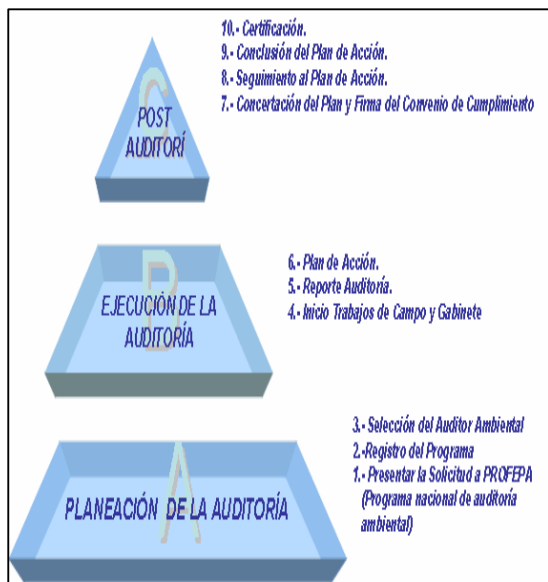 10.- Certificación.
9.- Conclusión del Plan de Acción.
8.- Seguimiento al Plan de Acción.
7.- Concertación del Plan y Firma del Convenio de Cumplimiento
C
POST
AUDITORÍ
6.- Plan de Acción.
5.- Reporte Auditoría.
4.- Inicio Trabajos de Campo y Gabinete
B
EJECUCIÓN DE LA
AUDITORÍA
3.- Selección del Auditor Ambiental
2.-Registro del Programa
1.- Presentar la Solicitud a PROFEPA
(Programa nacional de auditoría
ambiental)
A
PLANEACIÓN DE LA AUDITORÍA